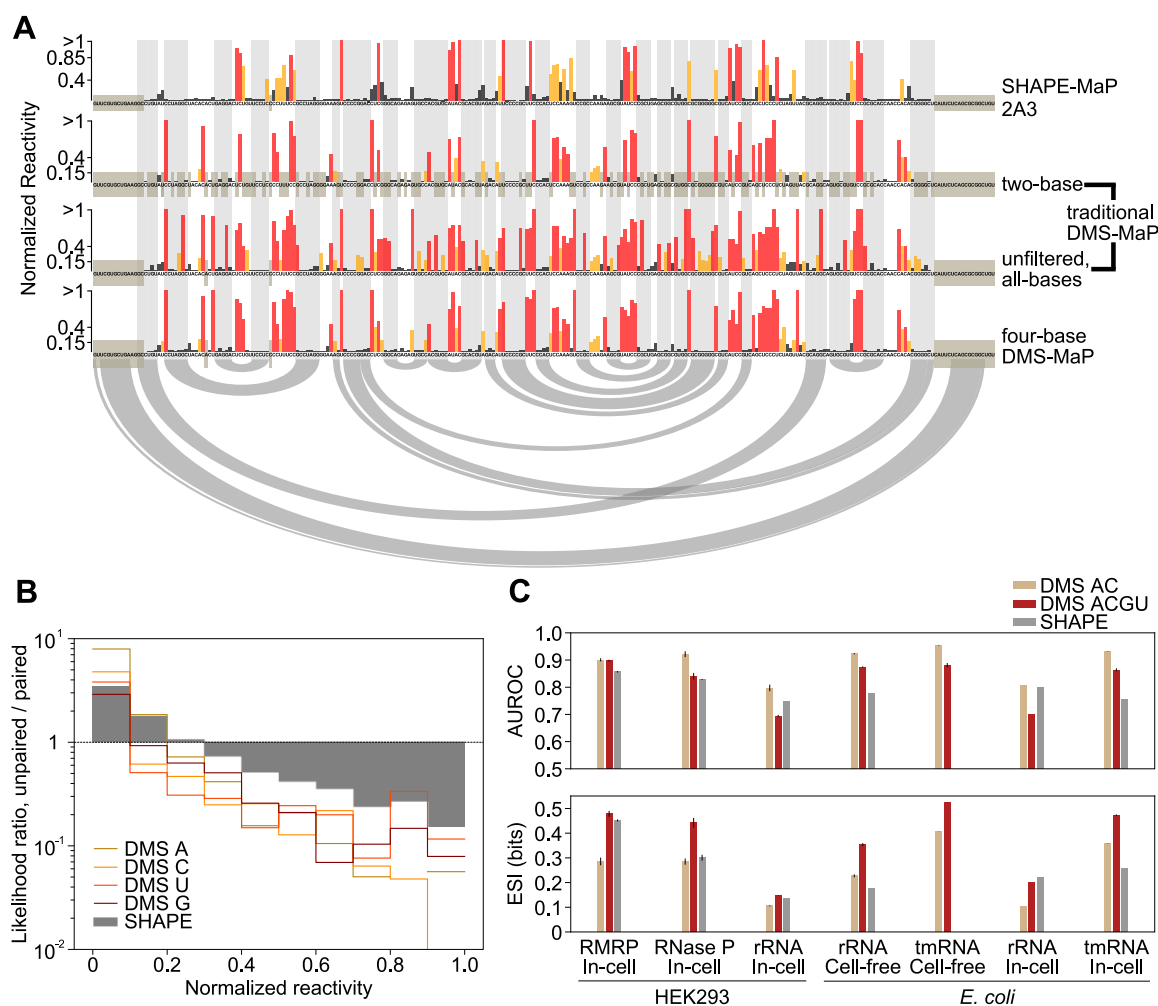 A
Normalized Reactivity
>1
0.85
0.4
SHAPE-MaP
2A3
>1
0.4
0.15
two-base
traditional
DMS-MaP
>1
0.4
0.15
unfiltered,
all-bases
>1
0.4
0.15
four-base
DMS-MaP
B
Likelihood ratio, unpaired / paired
10^1
1
10^-1
10^-2
DMS A
DMS C
DMS U
DMS G
SHAPE
0 0.2 0.4 0.6 0.8 1.0
Normalized reactivity
C
DMS AC
DMS ACGU
SHAPE
AUROC
1.0
0.9
0.8
0.7
0.6
0.5
ESI (bits)
0.5
0.4
0.3
0.2
0.1
0
RMRP RNase P rRNA rRNA tmRNA rRNA tmRNA
In-cell In-cell In-cell Cell-free Cell-free In-cell In-cell
HEK293 E. coli